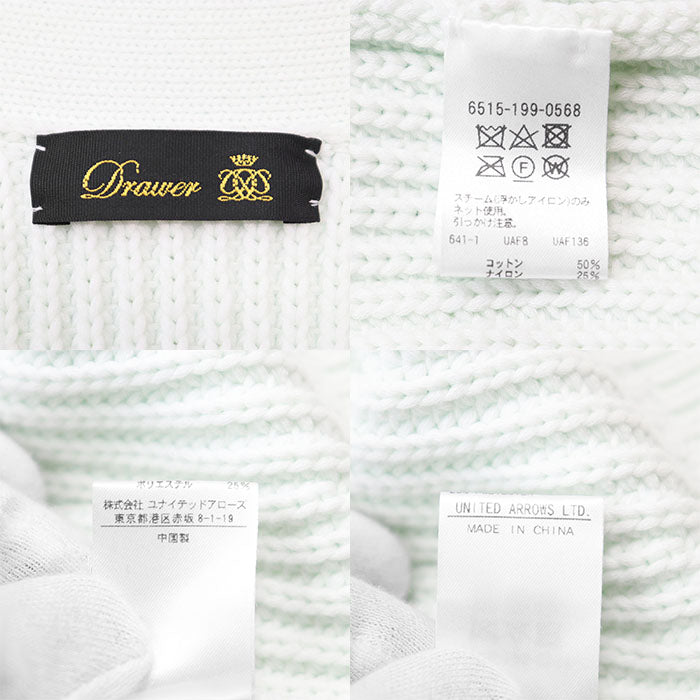 Drawer
6515-199-0568
F
W
スチーム(浮かしアイロン)のみ
ネット使用。
引っかけ注意。
641-1 UAF8 UAF136
コットン 50%
ナイロン 25%
ポリエステル 25%
株式会社 ユナイテッドアローズ
東京都港区赤坂8-1-19
中国製
UNITED ARROWS LTD.
MADE IN CHINA